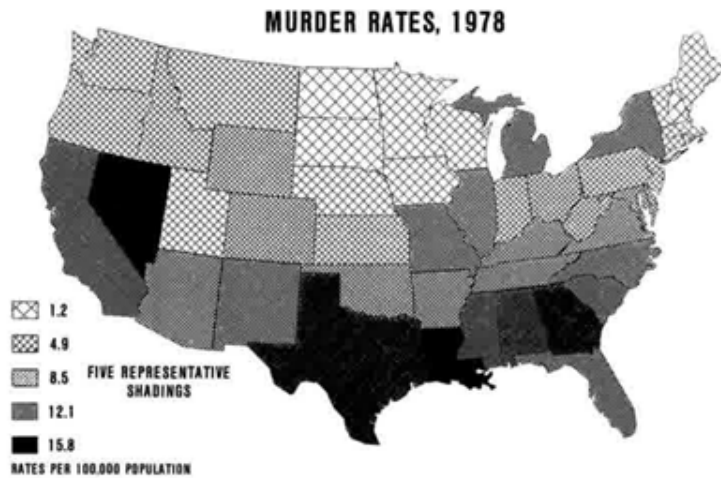 MURDER RATES, 1978
1.2
4.9
8.5
FIVE REPRESENTATIVE
SHADINGS
12.1
15.8
RATES PER 100,000 POPULATION